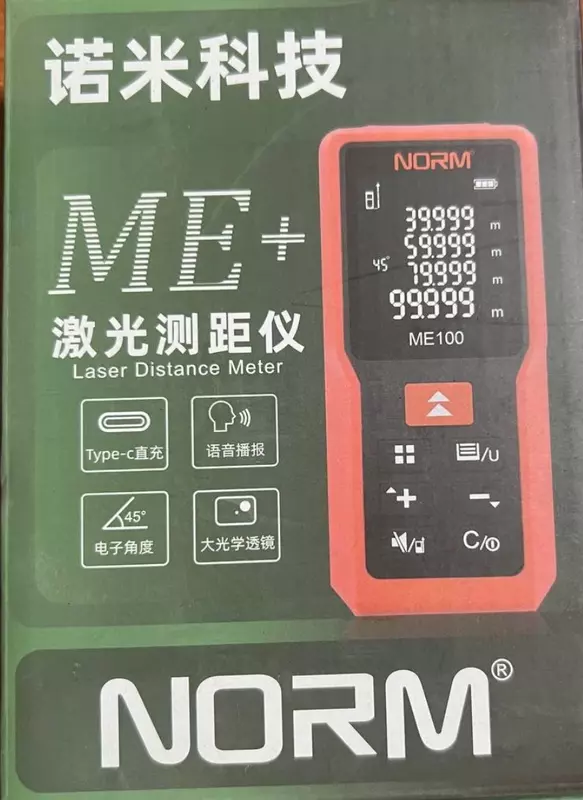 诺米科技
ME+
激光测距仪
Laser Distance Meter
Type-c直充
语音播报
45°
电子角度
大光学透镜
NORM
39.999 m
59.999 m
45° 79.999 m
99.999 m
ME100
/U
+
-
C/
NORM®